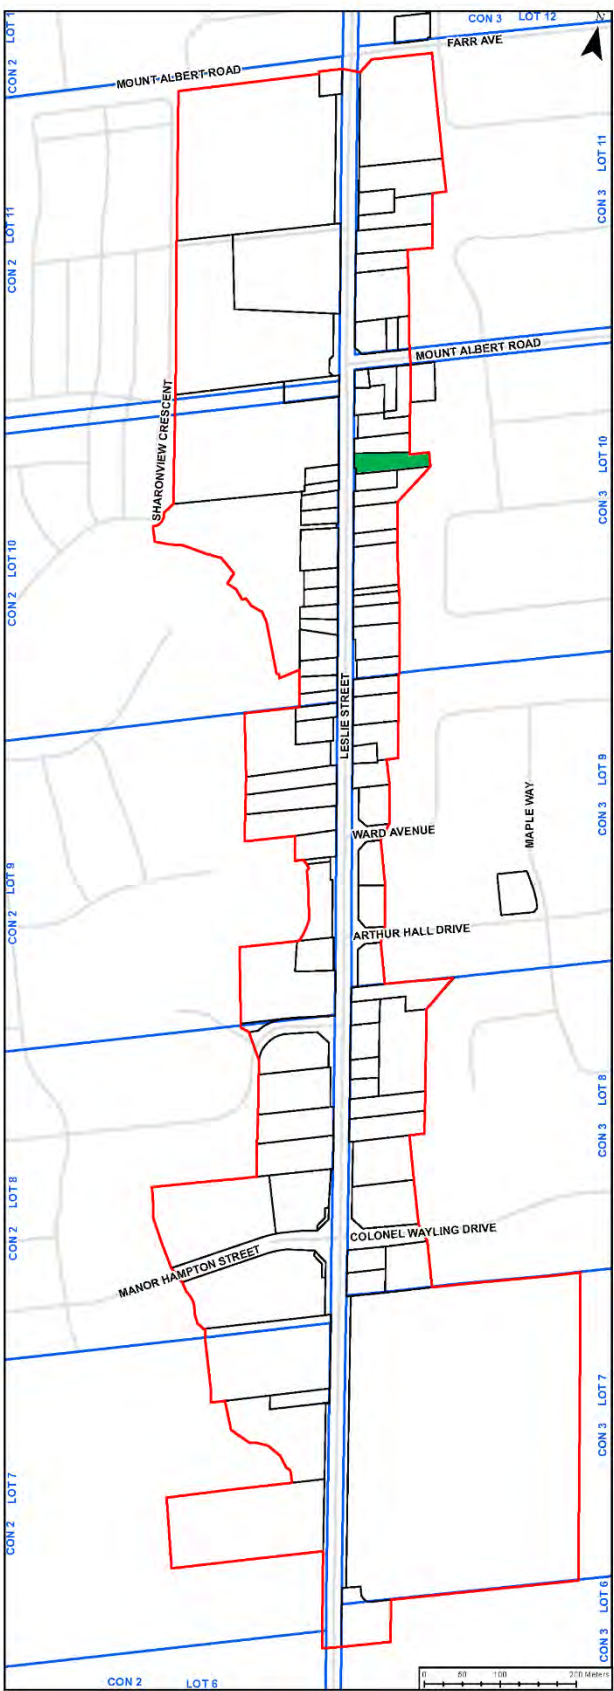 CON 3 LOT 12
N
CON 2 LOT 1
FARR AVE
MOUNT ALBERT ROAD
CON 3 LOT 11
CON 2 LOT 11
MOUNT ALBERT ROAD
SHARONVIEW CRESCENT
CON 3 LOT 10
CON 2 LOT 10
LESLIE STREET
CON 3 LOT 9
MAPLE WAY
WARD AVENUE
CON 2 LOT 9
ARTHUR HALL DRIVE
CON 3 LOT 8
CON 2 LOT 8
COLONEL WAYLING DRIVE
MANOR HAMPTON STREET
CON 3 LOT 7
CON 2 LOT 7
CON 3 LOT 6
0 50 100 200 Meters
CON 2 LOT 6